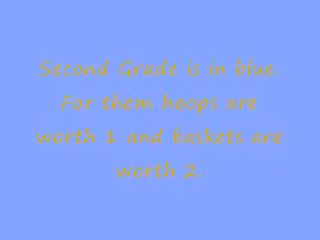 Second Grade is in blue.
For them hoops are
worth 1 and baskets are
worth 2.